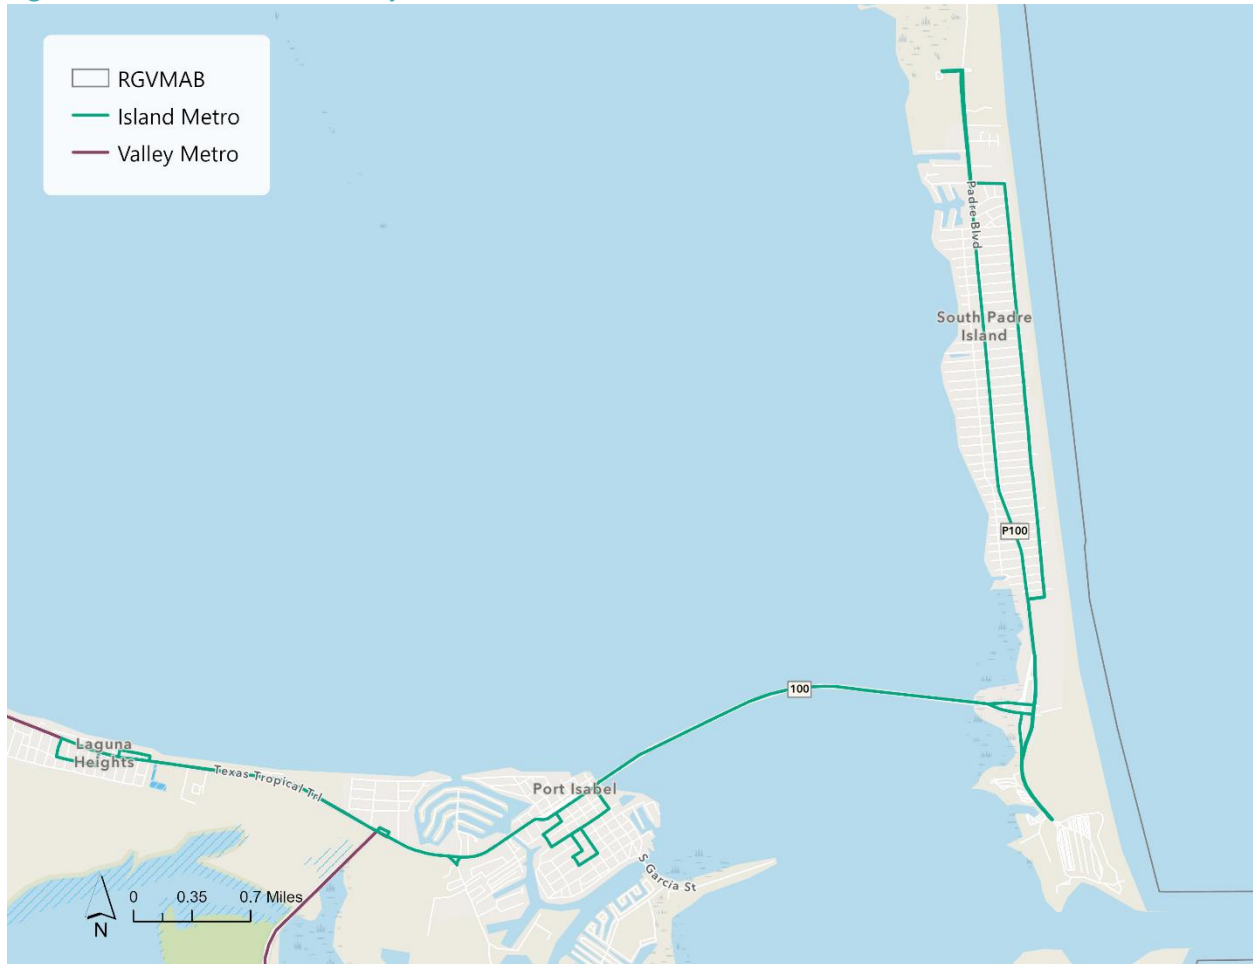 RGVMAB
Island Metro
Valley Metro
Padre Blvd
South Padre
Island
P100
100
Laguna
Heights
Texas Tropical Trl
Port Isabel
S Garcia St
0 0.35 0.7 Miles
N